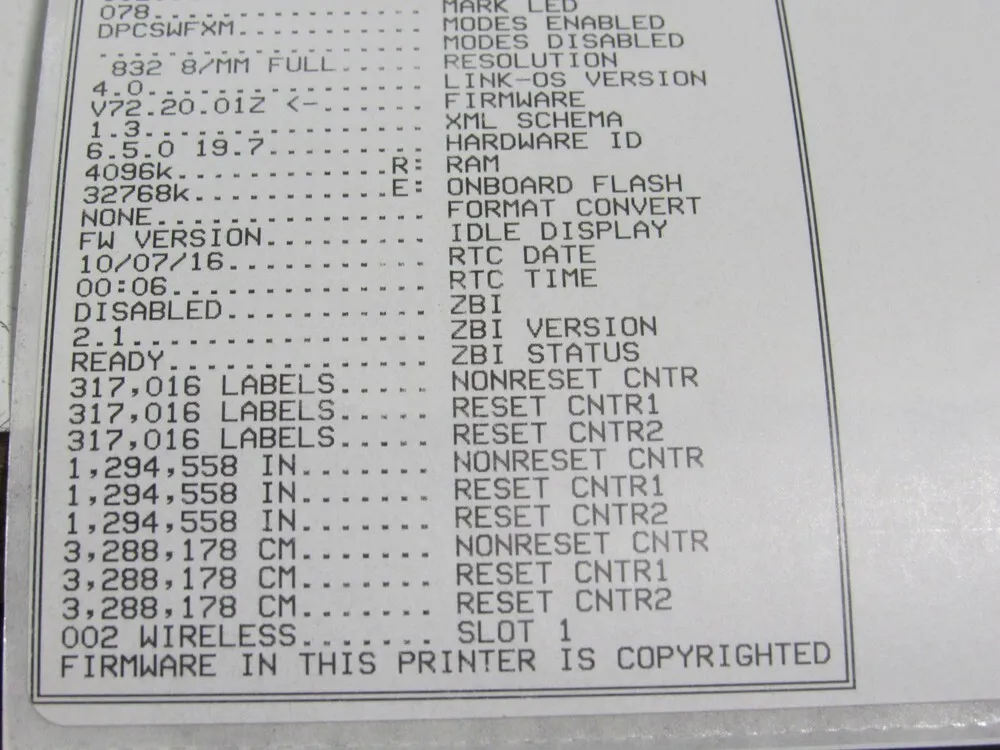 078............... MARK LED
DPCSWFXM.......... MODES ENABLED
.................. MODES DISABLED
832 8/MM FULL..... RESOLUTION
4.0............... LINK-OS VERSION
V72.20.01Z <-..... FIRMWARE
1.3............... XML SCHEMA
6.5.0 19.7........ HARDWARE ID
4096k...........R: RAM
32768k..........E: ONBOARD FLASH
NONE.............. FORMAT CONVERT
FW VERSION........ IDLE DISPLAY
10/07/16.......... RTC DATE
00:06............. RTC TIME
DISABLED.......... ZBI
2.1............... ZBI VERSION
READY............. ZBI STATUS
317,016 LABELS..... NONRESET CNTR
317,016 LABELS..... RESET CNTR1
317,016 LABELS..... RESET CNTR2
1,294,558 IN....... NONRESET CNTR
1,294,558 IN....... RESET CNTR1
1,294,558 IN....... RESET CNTR2
3,288,178 CM....... NONRESET CNTR
3,288,178 CM....... RESET CNTR1
3,288,178 CM....... RESET CNTR2
002 WIRELESS....... SLOT 1
FIRMWARE IN THIS PRINTER IS COPYRIGHTED